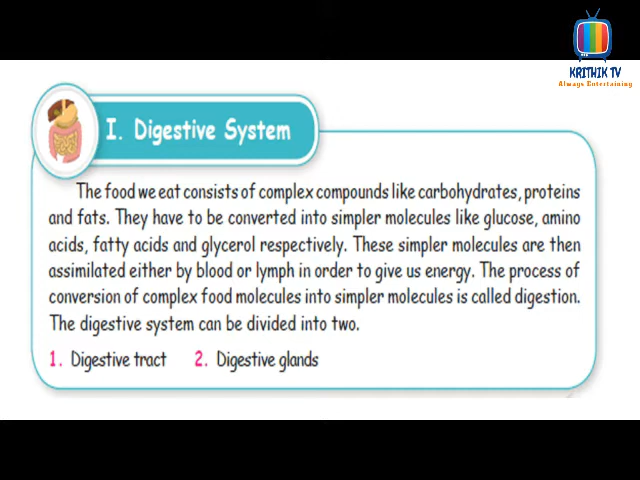 KRITHIK TV
Always Entertaining
I. Digestive System
The food we eat consists of complex compounds like carbohydrates, proteins
and fats. They have to be converted into simpler molecules like glucose, amino
acids, fatty acids and glycerol respectively. These simpler molecules are then
assimilated either by blood or lymph in order to give us energy. The process of
conversion of complex food molecules into simpler molecules is called digestion.
The digestive system can be divided into two.
1. Digestive tract 2. Digestive glands